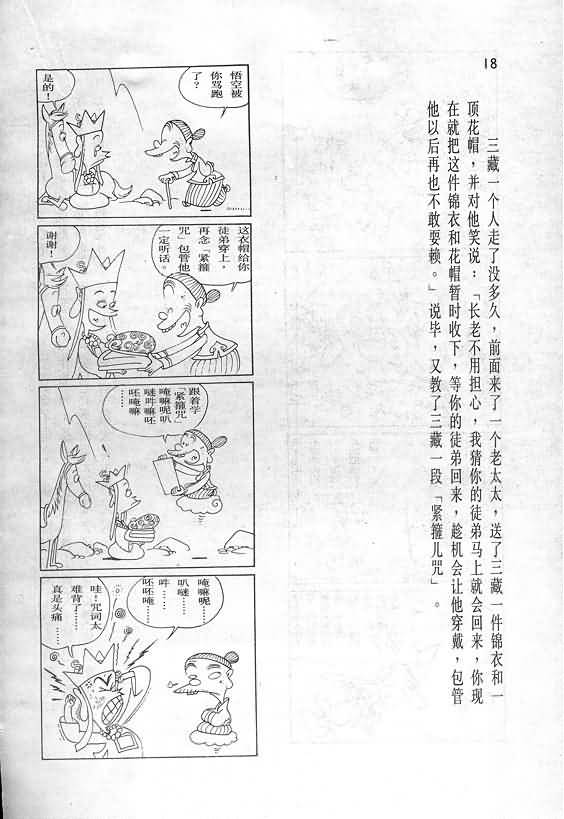 18
三藏一个人走了没多久，前面来了一个老太太，送了三藏一件锦衣和一
顶花帽，并对他笑说：「长老不用担心，我猜你的徒弟马上就会回来，你现
在就把这件锦衣和花帽暂时收下，等你的徒弟回来，趁机会让他穿戴，包管
他以后再也不敢耍赖。」说毕，又教了三藏一段「紧箍儿咒」。
悟空被
你骂跑
了？
是的！
这衣帽给你
徒弟穿上，
再念「紧箍
咒」包管他
一定听话。
谢谢！
跟着学
「紧箍咒」
唵嘛呢叭
㖦吽嘛呸
呸唵嘛
……
唵嘛呢……
叭㖦……
吽……
呸呸唵……
哇！咒词太
难背了……
真是头痛……